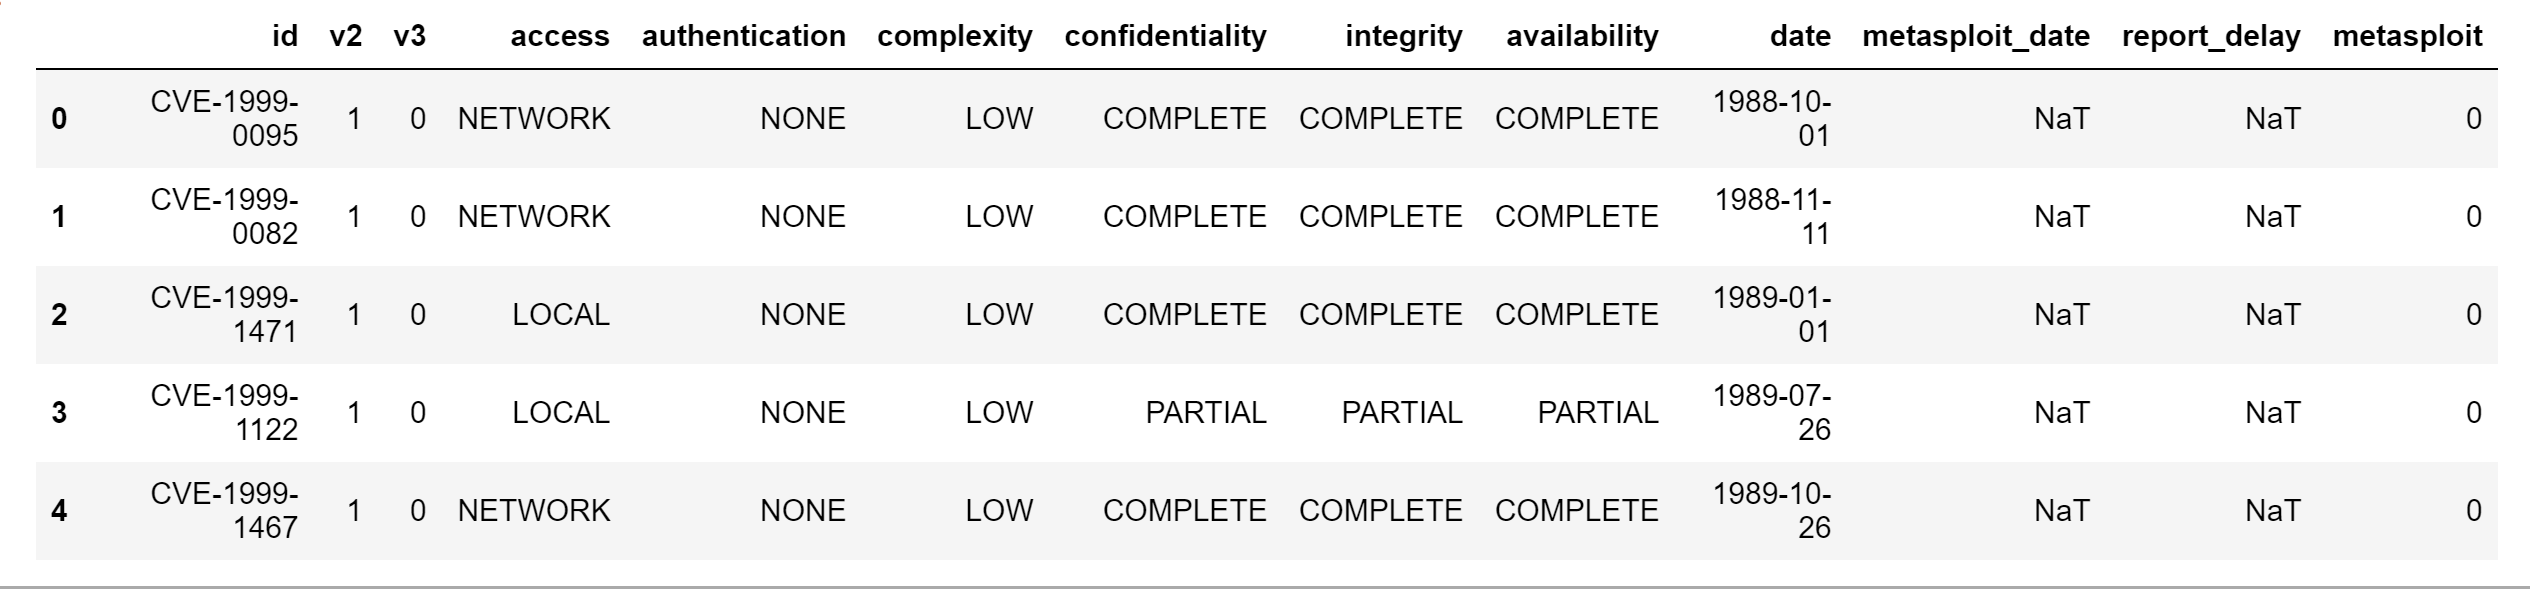 id v2 v3 access authentication complexity confidentiality integrity availability date metasploit_date report_delay metasploit
0 CVE-1999-0095 1 0 NETWORK NONE LOW COMPLETE COMPLETE COMPLETE 1988-10-01 NaT NaT 0
1 CVE-1999-0082 1 0 NETWORK NONE LOW COMPLETE COMPLETE COMPLETE 1988-11-11 NaT NaT 0
2 CVE-1999-1471 1 0 LOCAL NONE LOW COMPLETE COMPLETE COMPLETE 1989-01-01 NaT NaT 0
3 CVE-1999-1122 1 0 LOCAL NONE LOW PARTIAL PARTIAL PARTIAL 1989-07-26 NaT NaT 0
4 CVE-1999-1467 1 0 NETWORK NONE LOW COMPLETE COMPLETE COMPLETE 1989-10-26 NaT NaT 0